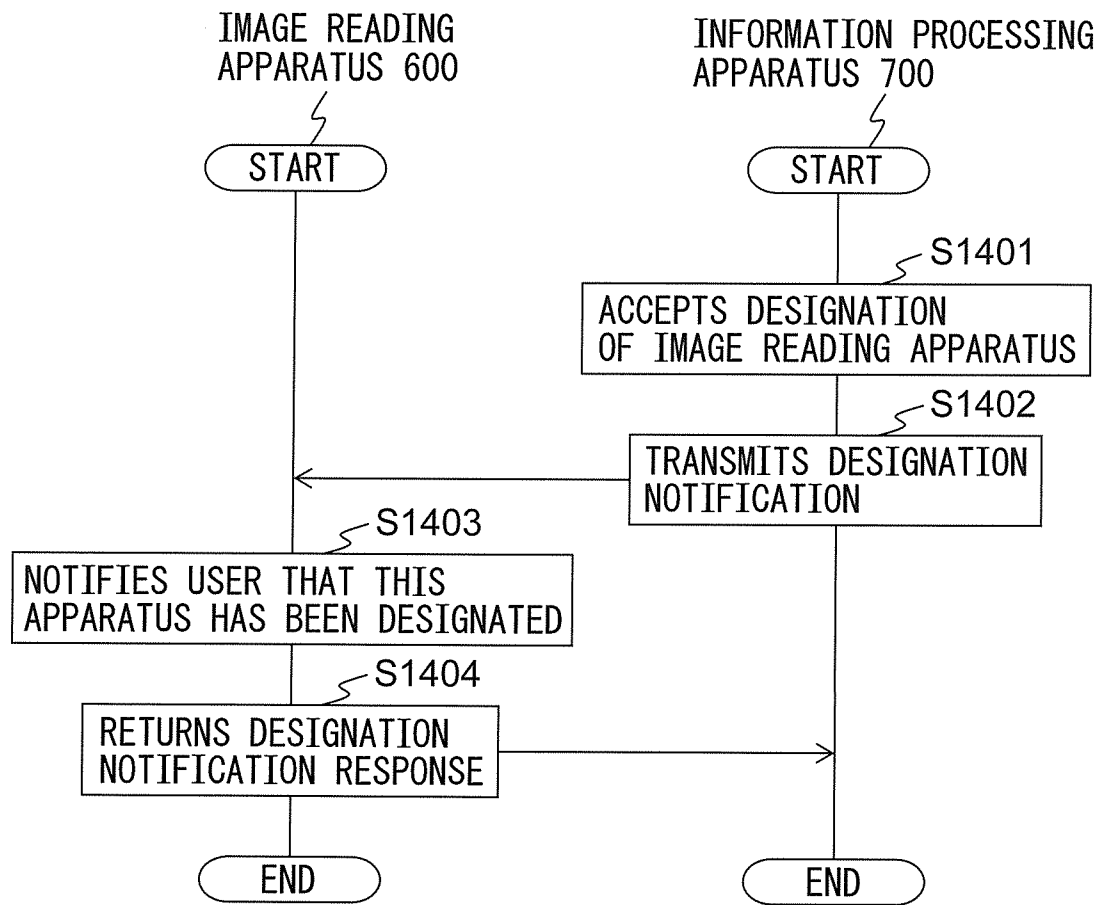 IMAGE READING
APPARATUS 600
INFORMATION PROCESSING
APPARATUS 700
START
START
S1401
ACCEPTS DESIGNATION
OF IMAGE READING APPARATUS
S1402
TRANSMITS DESIGNATION
NOTIFICATION
S1403
NOTIFIES USER THAT THIS
APPARATUS HAS BEEN DESIGNATED
S1404
RETURNS DESIGNATION
NOTIFICATION RESPONSE
END
END